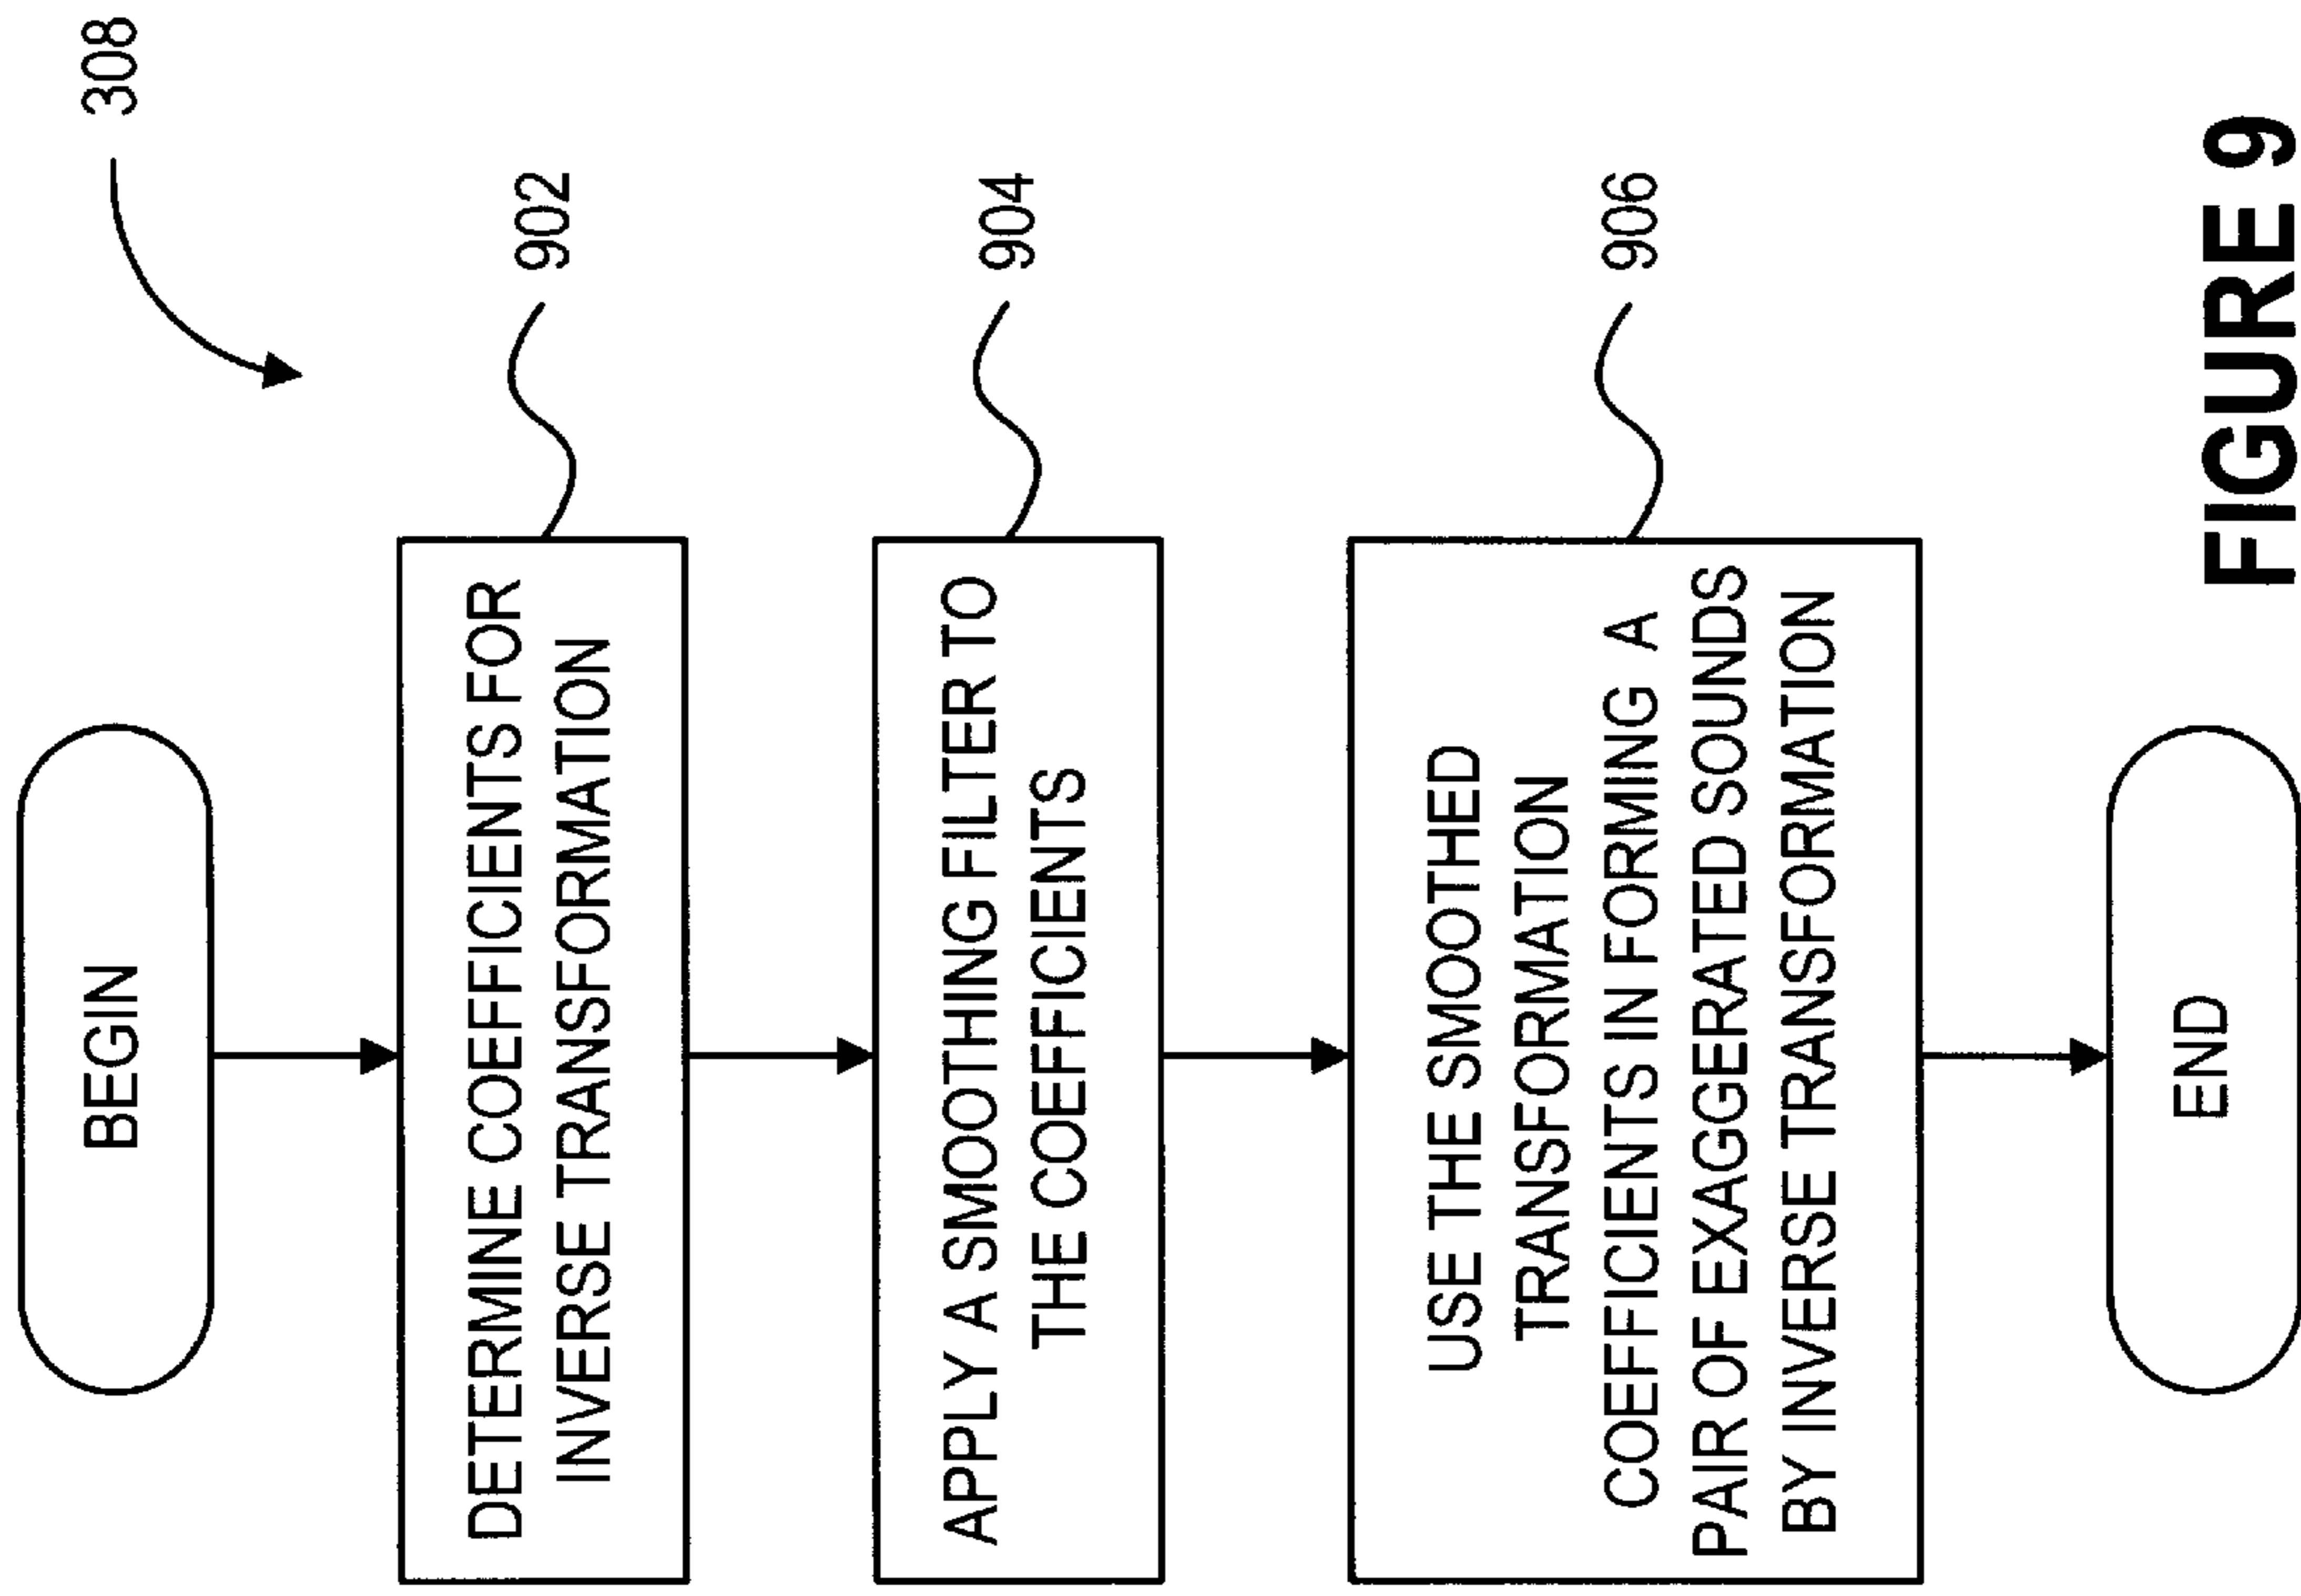 308
BEGIN
DETERMINE COEFFICIENTS FOR
INVERSE TRANSFORMATION
902
APPLY A SMOOTHING FILTER TO
THE COEFFICIENTS
904
USE THE SMOOTHED
TRANSFORMATION
COEFFICIENTS IN FORMING A
PAIR OF EXAGGERATED SOUNDS
BY INVERSE TRANSFORMATION
906
END
FIGURE 9